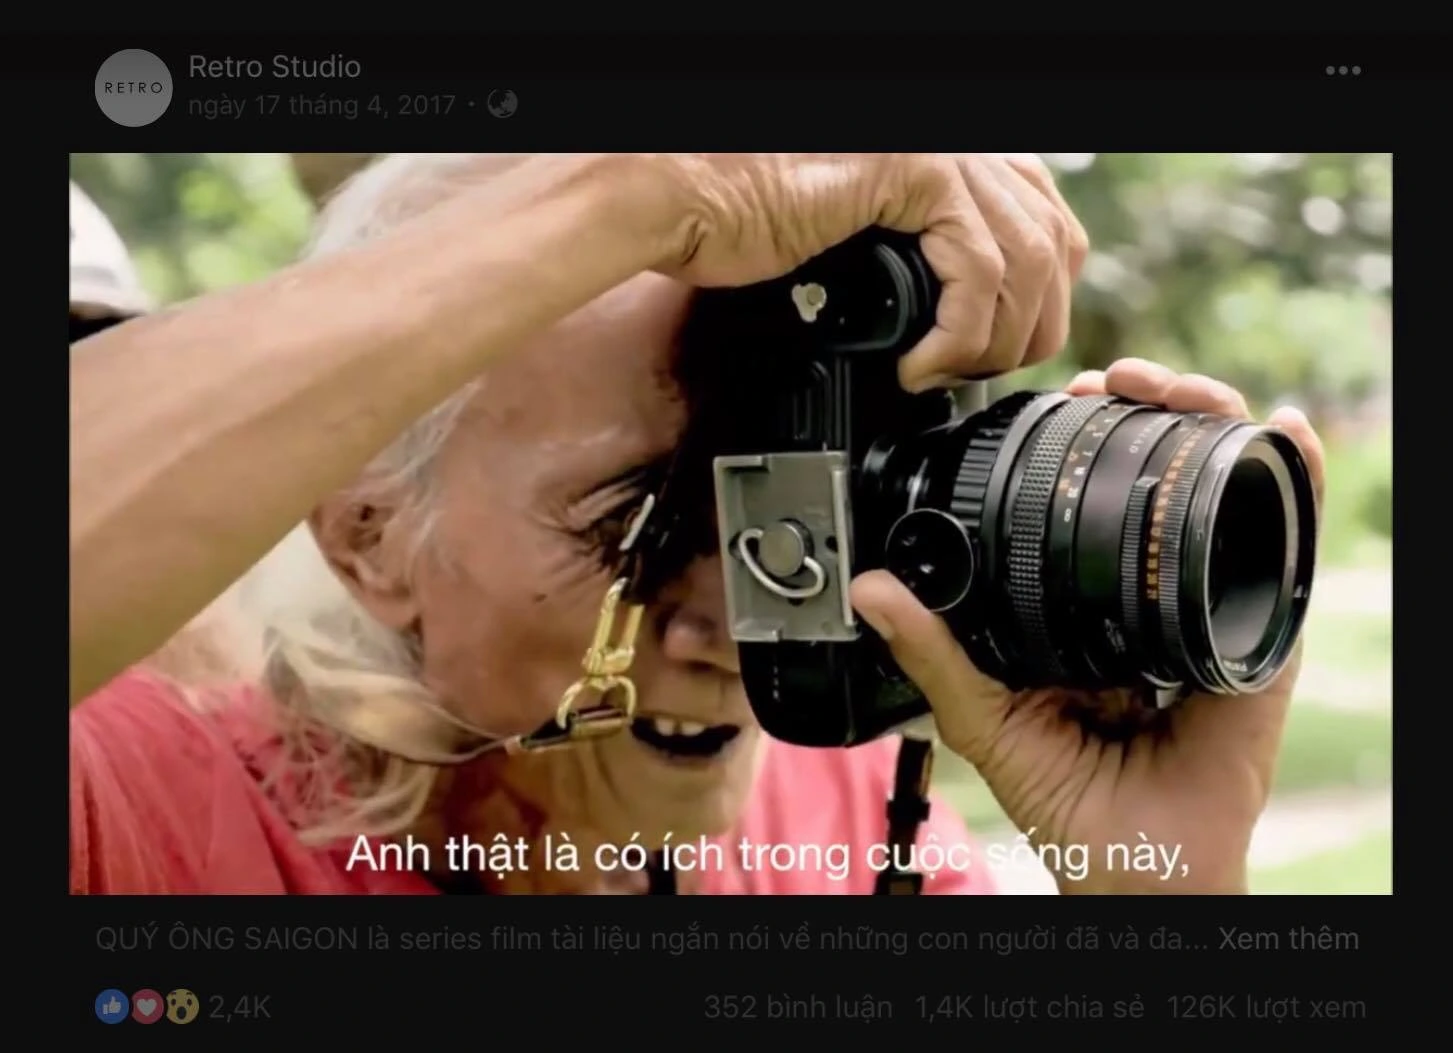 RETRO
Retro Studio
ngày 17 tháng 4, 2017 ·
Anh thật là có ích trong cuộc sống này,
QUÝ ÔNG SAIGON là series film tài liệu ngắn nói về những con người đã và đa... Xem thêm
2,4K 352 bình luận 1,4K lượt chia sẻ 126K lượt xem